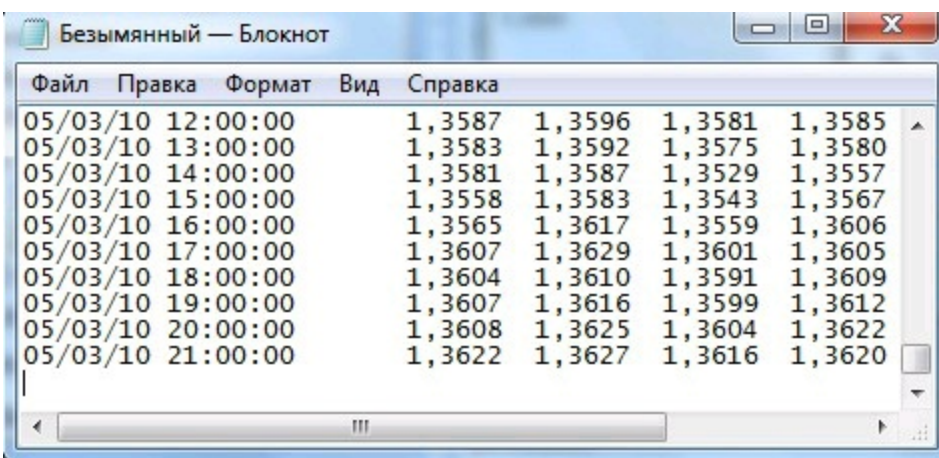 Безымянный — Блокнот
Файл Правка Формат Вид Справка
05/03/10 12:00:00 1,3587 1,3596 1,3581 1,3585
05/03/10 13:00:00 1,3583 1,3592 1,3575 1,3580
05/03/10 14:00:00 1,3581 1,3587 1,3529 1,3557
05/03/10 15:00:00 1,3558 1,3583 1,3543 1,3567
05/03/10 16:00:00 1,3565 1,3617 1,3559 1,3606
05/03/10 17:00:00 1,3607 1,3629 1,3601 1,3605
05/03/10 18:00:00 1,3604 1,3610 1,3591 1,3609
05/03/10 19:00:00 1,3607 1,3616 1,3599 1,3612
05/03/10 20:00:00 1,3608 1,3625 1,3604 1,3622
05/03/10 21:00:00 1,3622 1,3627 1,3616 1,3620